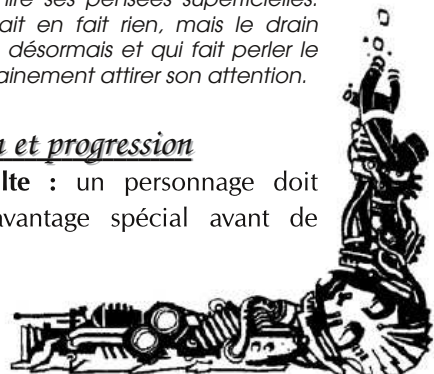 ire ses pensées superficielles.
ait en fait rien, mais le drain
désormais et qui fait perler le
ainement attirer son attention.
n et progression
lte : un personnage doit
avantage spécial avant de